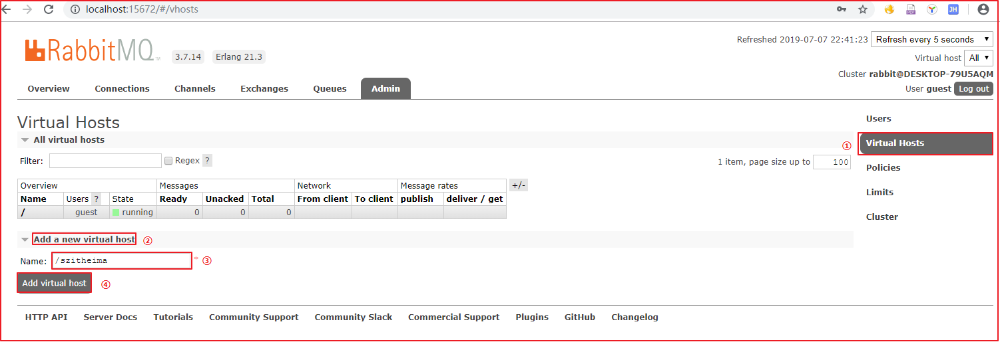 localhost:15672/#/vhosts
RabbitMQ™ 3.7.14 Erlang 21.3
Refreshed 2019-07-07 22:41:23 Refresh every 5 seconds
Virtual host All
Cluster rabbit@DESKTOP-79U5AQM
User guest Log out
Overview Connections Channels Exchanges Queues Admin
Virtual Hosts
All virtual hosts
Filter: Regex ? 1 item, page size up to 100
Overview Messages Network Message rates +/-
Name Users ? State Ready Unacked Total From client To client publish deliver / get
/ guest running 0 0 0
Add a new virtual host ②
Name: /szitheima * ③
Add virtual host ④
Users
① Virtual Hosts
Policies
Limits
Cluster
HTTP API Server Docs Tutorials Community Support Community Slack Commercial Support Plugins GitHub Changelog